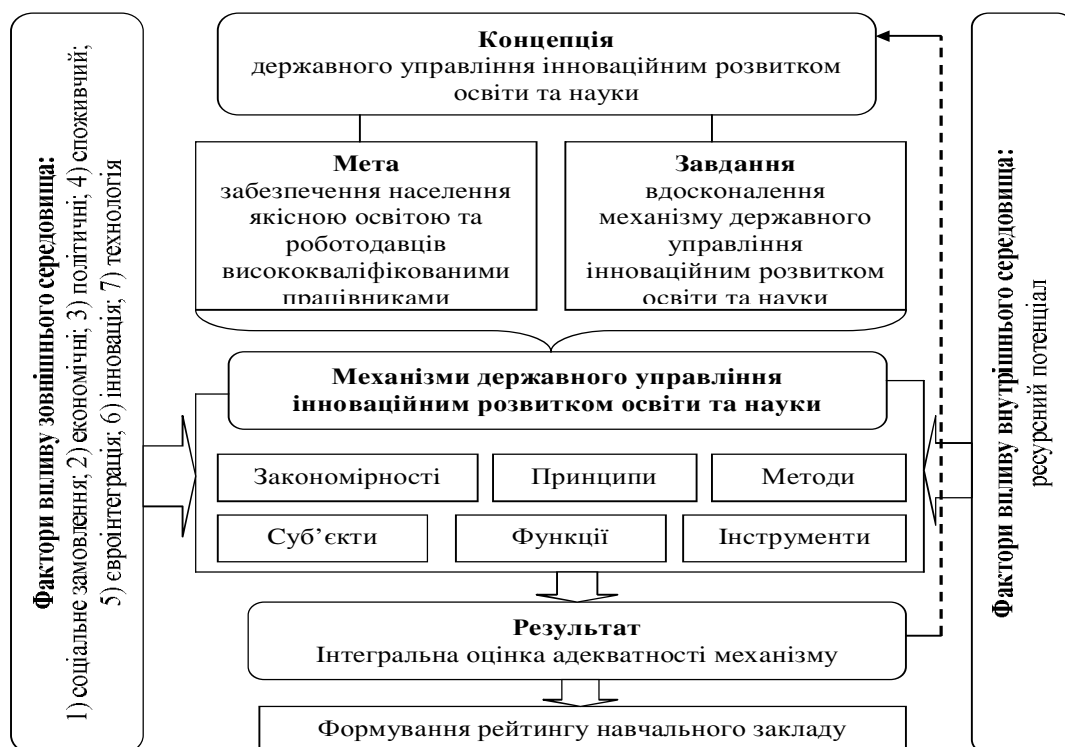 Фактори впливу зовнішнього середовища:
1) соціальне замовлення; 2) економічні; 3) політичні; 4) споживчий;
5) євроінтеграція; 6) інновація; 7) технологія
Концепція
державного управління інноваційним розвитком
освіти та науки
Мета
забезпечення населення
якісною освітою та
роботодавців
висококваліфікованими
працівниками
Завдання
вдосконалення
механізму державного
управління
інноваційним розвитком
освіти та науки
Механізми державного управління
інноваційним розвитком освіти та науки
Закономірності
Принципи
Методи
Суб’єкти
Функції
Інструменти
Результат
Інтегральна оцінка адекватності механізму
Формування рейтингу навчального закладу
Фактори впливу внутрішнього середовища:
ресурсний потенціал